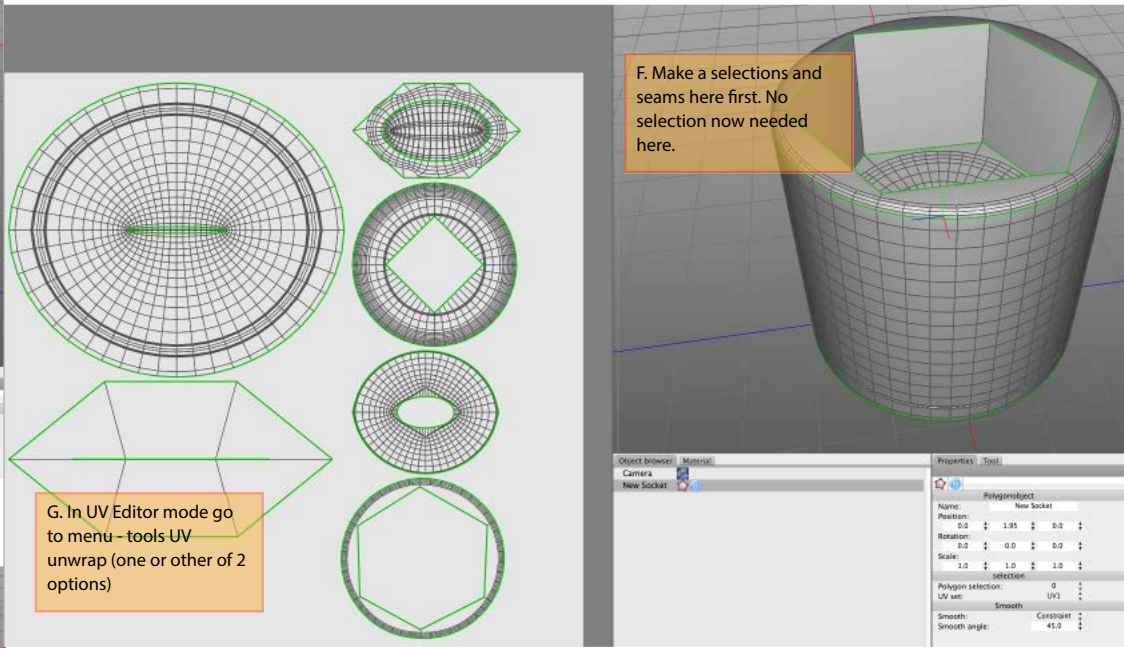 F. Make a selections and
seams here first. No
selection now needed
here.
G. In UV Editor mode go
to menu - tools UV
unwrap (one or other of 2
options)
Object browser Material
Camera
New Socket
Properties Tool
Polygonobject
Name: New Socket
Position:
0.0 1.95 0.0
Rotation:
0.0 0.0 0.0
Scale:
1.0 1.0 1.0
selection
Polygon selection: 0
UV set: UV1
Smooth
Smooth: Constraint
Smooth angle: 45.0